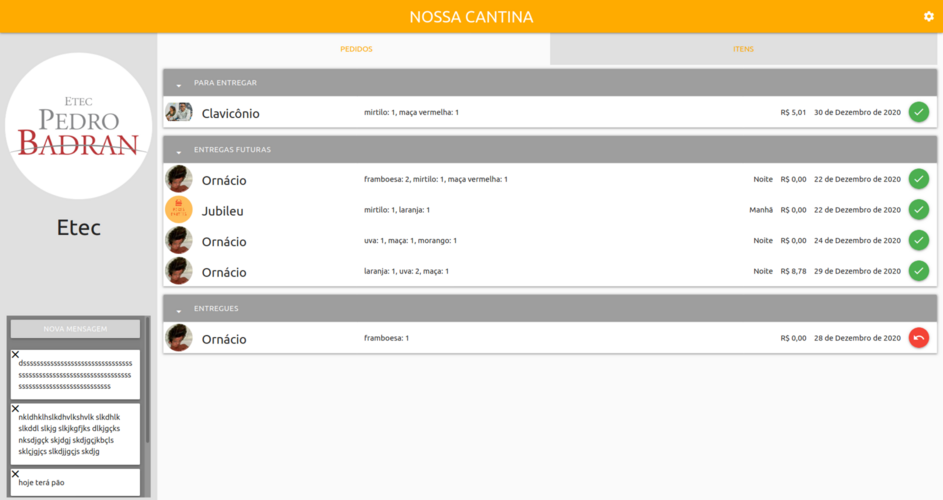 NOSSA CANTINA
PEDIDOS
ITENS
ETEC
PEDRO
BADRAN
Etec
NOVA MENSAGEM
dsssssssssssssssssssssssssssssss
ssssssssssssssssssssssssssssssss
ssssssssssssssssssssssssss
nkldhklhslkdhvlkshvlk slkdhlk
slkddl slkjg slkjkgfjks dlkjgçks
nksdjgçk skjdgj skdjgçjkbçls
sklçjgjçs slkdjjgçjs skdjg
hoje terá pão
PARA ENTREGAR
Clavicônio mirtilo: 1, maça vermelha: 1 R$ 5,01 30 de Dezembro de 2020
ENTREGAS FUTURAS
Ornácio framboesa: 2, mirtilo: 1, maça vermelha: 1 Noite R$ 0,00 22 de Dezembro de 2020
Jubileu mirtilo: 1, laranja: 1 Manhã R$ 0,00 22 de Dezembro de 2020
Ornácio uva: 1, maça: 1, morango: 1 Noite R$ 0,00 24 de Dezembro de 2020
Ornácio laranja: 1, uva: 2, maça: 1 Noite R$ 8,78 29 de Dezembro de 2020
ENTREGUES
Ornácio framboesa: 1 R$ 0,00 28 de Dezembro de 2020